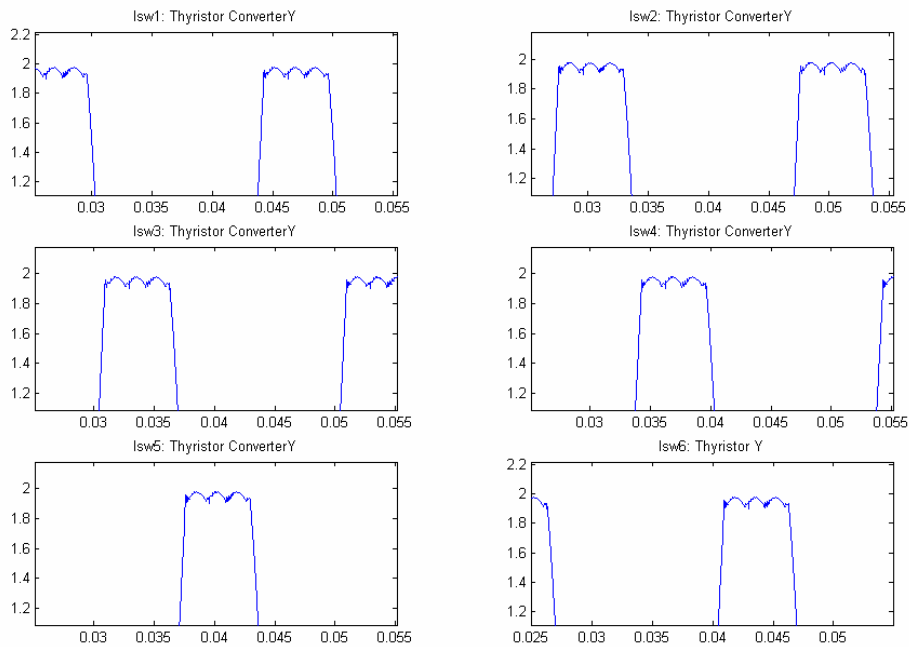 Isw1: Thyristor ConverterY
2.2
2
1.8
1.6
1.4
1.2
0.03 0.035 0.04 0.045 0.05 0.055
Isw2: Thyristor ConverterY
2
1.8
1.6
1.4
1.2
0.03 0.035 0.04 0.045 0.05 0.055
Isw3: Thyristor ConverterY
2
1.8
1.6
1.4
1.2
0.03 0.035 0.04 0.045 0.05 0.055
Isw4: Thyristor ConverterY
2
1.8
1.6
1.4
1.2
0.03 0.035 0.04 0.045 0.05 0.055
Isw5: Thyristor ConverterY
2
1.8
1.6
1.4
1.2
0.03 0.035 0.04 0.045 0.05 0.055
Isw6: Thyristor Y
2.2
2
1.8
1.6
1.4
1.2
0.025 0.03 0.035 0.04 0.045 0.05